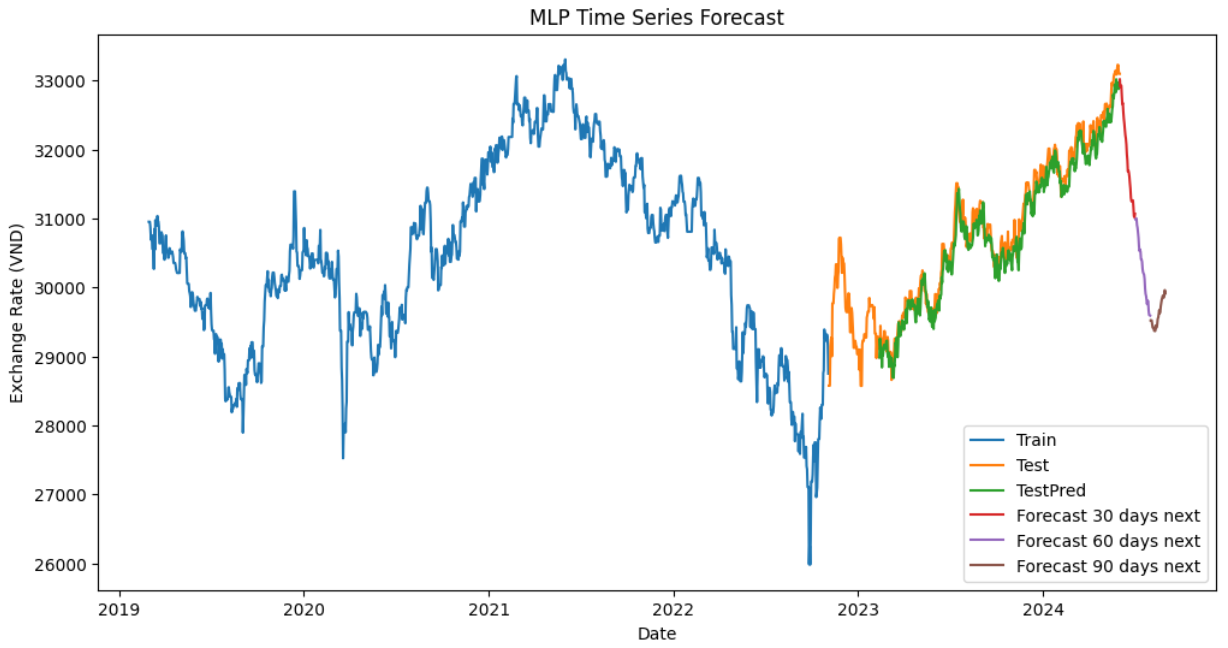 MLP Time Series Forecast
Exchange Rate (VND)
33000
32000
31000
30000
29000
28000
27000
26000
Train
Test
TestPred
Forecast 30 days next
Forecast 60 days next
Forecast 90 days next
2019
2020
2021
2022
2023
2024
Date